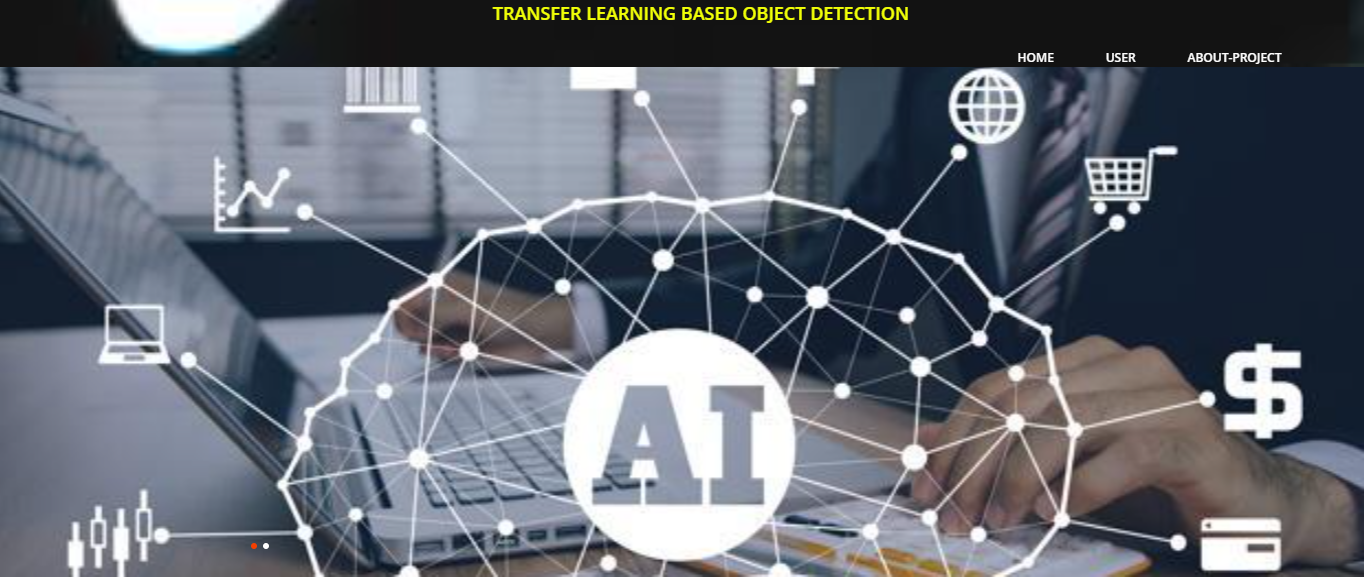 TRANSFER LEARNING BASED OBJECT DETECTION
HOME USER ABOUT-PROJECT
AI